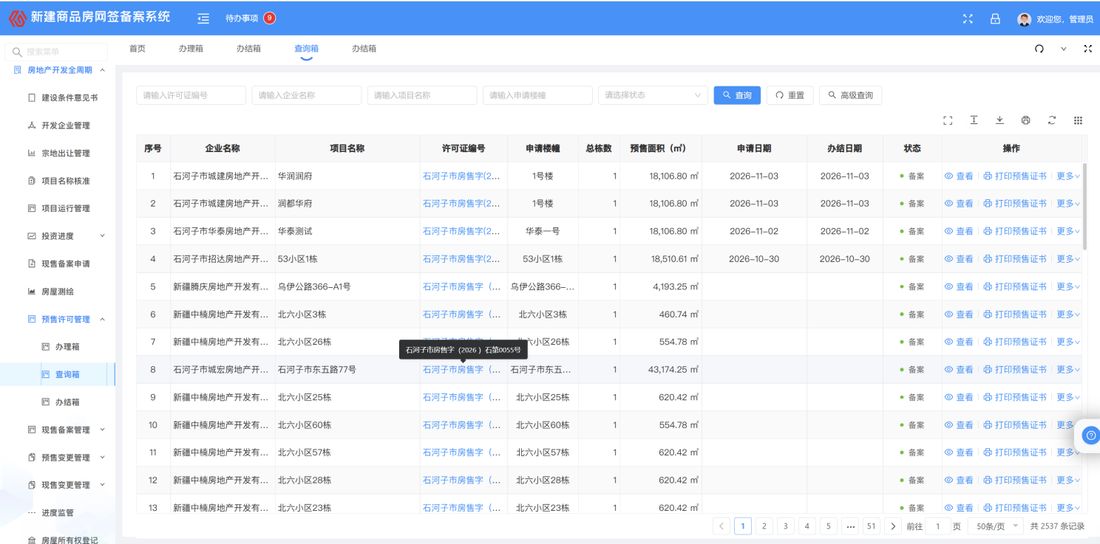 新建商品房网签备案系统 待办事项 9 欢迎您，管理员
搜索菜单 首页 办理箱 办结箱 查询箱 办结箱
房地产开发全周期
建设条件意见书
开发企业管理
宗地出让管理
项目名称核准
项目运行管理
投资进度
现售备案申请
房屋测绘
预售许可管理
办理箱
查询箱
办结箱
现售备案管理
预售变更管理
现售变更管理
进度监管
房屋所有权登记
请输入许可证编号 请输入企业名称 请输入项目名称 请输入申请楼幢 请选择状态 查询 重置 高级查询
序号 企业名称 项目名称 许可证编号 申请楼幢 总栋数 预售面积（㎡） 申请日期 办结日期 状态 操作
1 石河子市城建房地产开... 华润润府 石河子市房售字(2... 1号楼 1 18,106.80 ㎡ 2026-11-03 2026-11-03 备案 查看 打印预售证书 更多
2 石河子市城建房地产开... 润都华府 石河子市房售字(2... 1号楼 1 18,106.80 ㎡ 2026-11-03 2026-11-03 备案 查看 打印预售证书 更多
3 石河子市华泰房地产开... 华泰测试 石河子市房售字(2... 华泰一号 1 18,106.80 ㎡ 2026-11-02 2026-11-02 备案 查看 打印预售证书 更多
4 石河子市招达房地产开... 53小区1栋 石河子市房售字(2... 53小区1栋 1 18,510.61 ㎡ 2026-10-30 2026-10-30 备案 查看 打印预售证书 更多
5 新疆腾庆房地产开发有... 乌伊公路366-A1号 石河子市房售字（... 乌伊公路366-... 1 4,193.25 ㎡ 备案 查看 打印预售证书 更多
6 新疆中楠房地产开发有... 北六小区3栋 石河子市房售字（... 北六小区3栋 1 460.74 ㎡ 备案 查看 打印预售证书 更多
7 新疆中楠房地产开发有... 北六小区26栋 北六小区26栋 1 554.78 ㎡ 备案 查看 打印预售证书 更多
石河子市房售字（2026 ）石第0055号
8 石河子市城宏房地产开... 石河子市东五路77号 石河子市房售字（... 石河子市东五... 1 43,174.25 ㎡ 备案 查看 打印预售证书 更多
9 新疆中楠房地产开发有... 北六小区25栋 石河子市房售字（... 北六小区25栋 1 620.42 ㎡ 备案 查看 打印预售证书 更多
10 新疆中楠房地产开发有... 北六小区60栋 石河子市房售字（... 北六小区60栋 1 554.78 ㎡ 备案 查看 打印预售证书 更多
11 新疆中楠房地产开发有... 北六小区57栋 石河子市房售字（... 北六小区57栋 1 620.42 ㎡ 备案 查看 打印预售证书 更多
12 新疆中楠房地产开发有... 北六小区28栋 石河子市房售字（... 北六小区28栋 1 620.42 ㎡ 备案 查看 打印预售证书 更多
13 新疆中楠房地产开发有... 北六小区23栋 石河子市房售字（... 北六小区23栋 1 620.42 ㎡ 备案 查看 打印预售证书 更多
1 2 3 4 5 ••• 51 前往 1 页 50条/页 共 2537 条记录